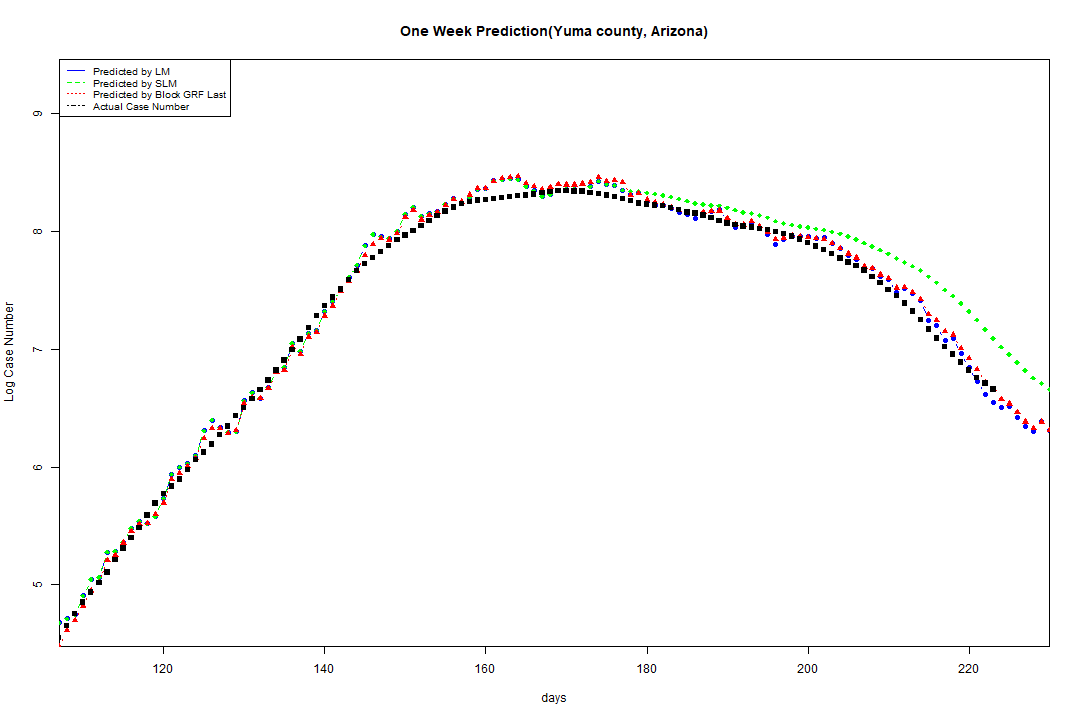 One Week Prediction(Yuma county, Arizona)
Predicted by LM
Predicted by SLM
Predicted by Block GRF Last
Actual Case Number
9
8
7
6
5
Log Case Number
120 140 160 180 200 220
days